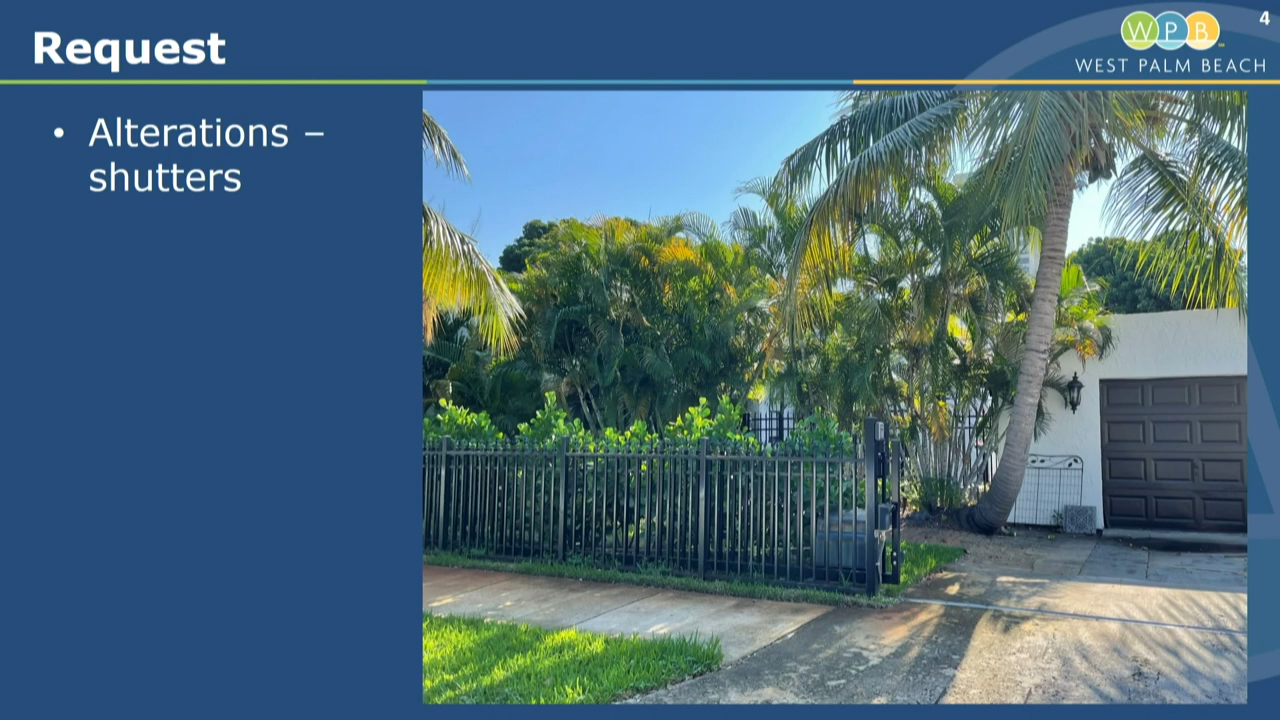 Request
WPB
WEST PALM BEACH
4
• Alterations –
shutters